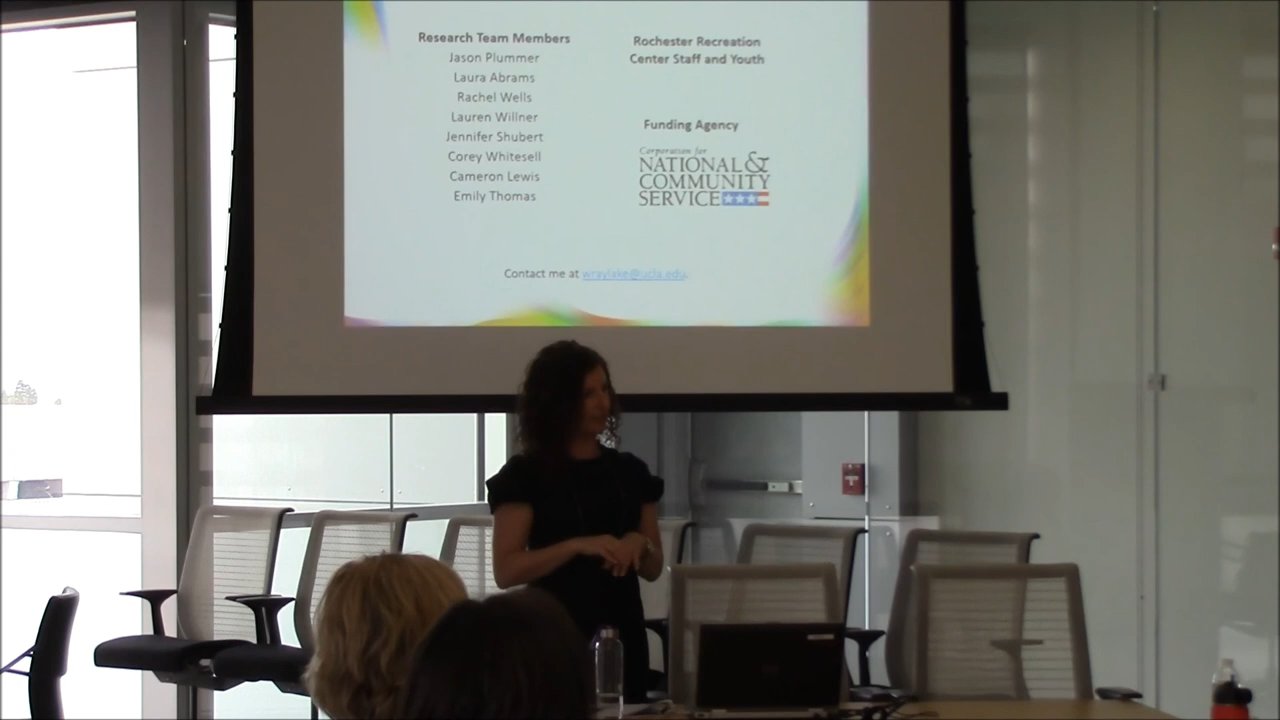 Research Team Members
Jason Plummer
Laura Abrams
Rachel Wells
Lauren Willner
Jennifer Shubert
Corey Whitesell
Cameron Lewis
Emily Thomas
Rochester Recreation
Center Staff and Youth
Funding Agency
Corporation for
NATIONAL &
COMMUNITY
SERVICE
Contact me at wraylake@ucla.edu.